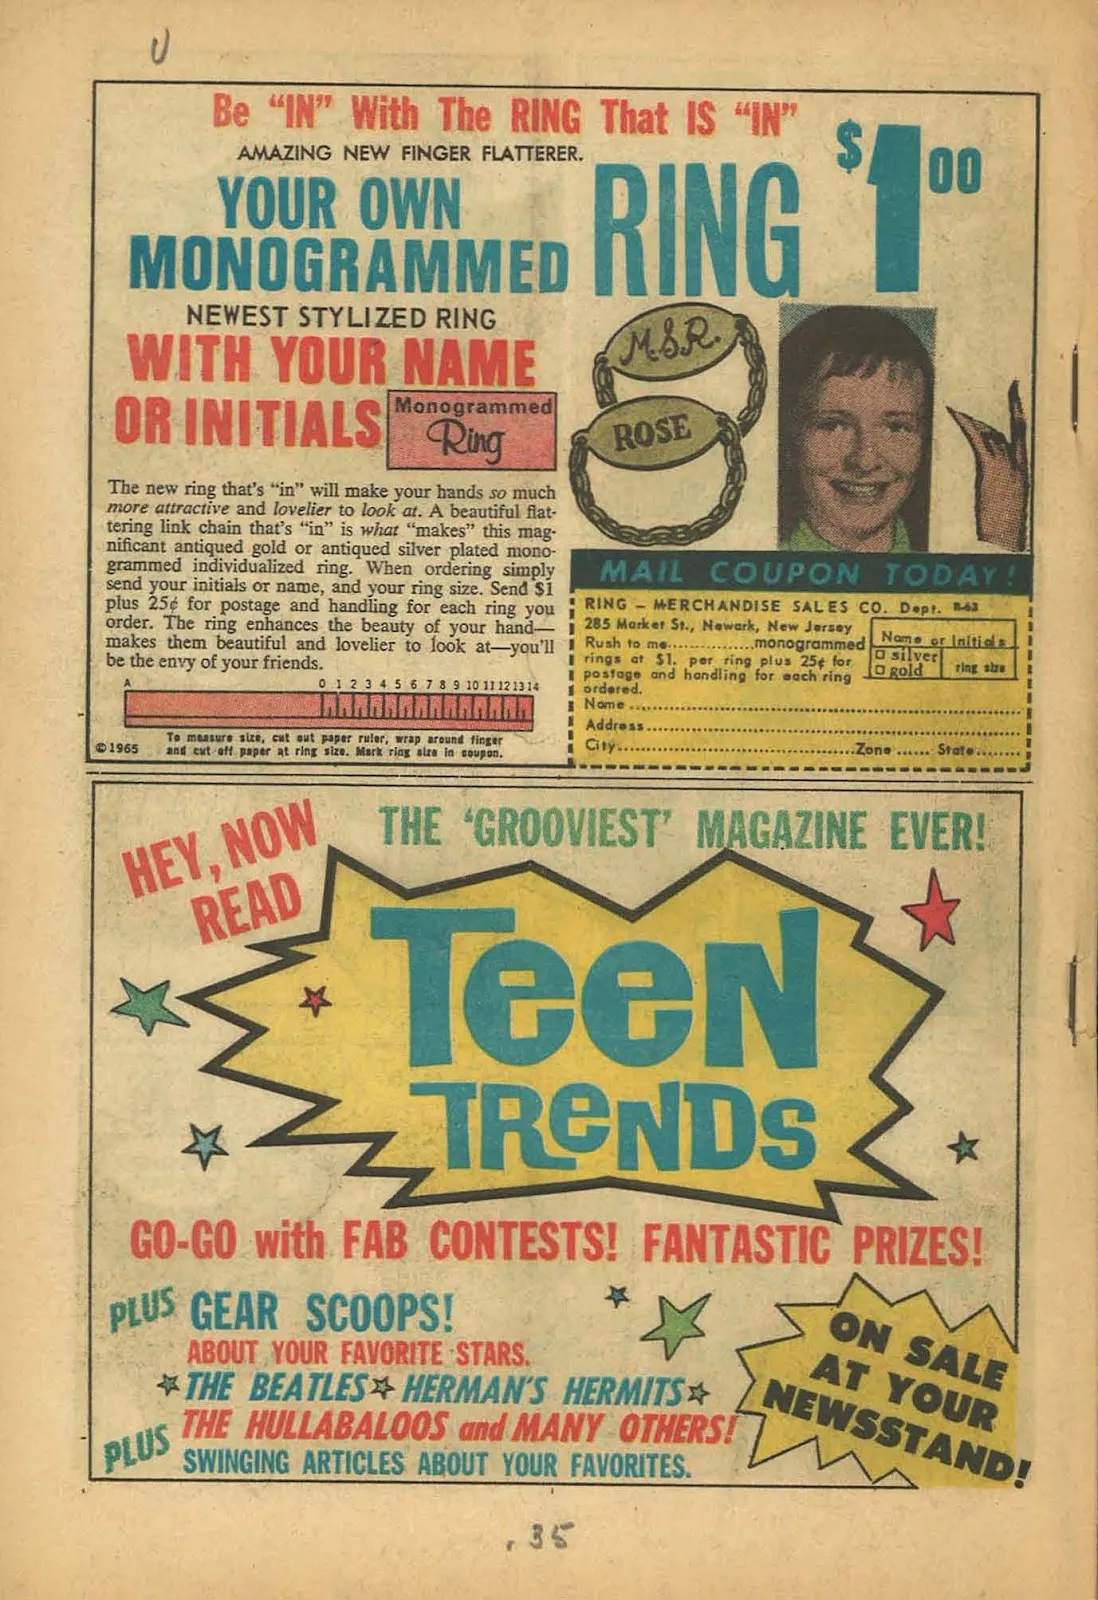 U
Be "IN" With The RING That IS "IN"
AMAZING NEW FINGER FLATTERER.
YOUR OWN
MONOGRAMMED
RING $1.00
NEWEST STYLIZED RING
WITH YOUR NAME
OR INITIALS
Monogrammed
Ring
M.S.R.
ROSE
The new ring that's "in" will make your hands so much
more attractive and lovelier to look at. A beautiful flat-
tering link chain that's "in" is what "makes" this mag-
nificant antiqued gold or antiqued silver plated mono-
grammed individualized ring. When ordering simply
send your initials or name, and your ring size. Send $1
plus 25¢ for postage and handling for each ring you
order. The ring enhances the beauty of your hand—
makes them beautiful and lovelier to look at—you'll
be the envy of your friends.
A 0 1 2 3 4 5 6 7 8 9 10 11 12 13 14
©1965
To measure size, cut out paper ruler, wrap around finger
and cut off paper at ring size. Mark ring size in coupon.
MAIL COUPON TODAY!
RING – MERCHANDISE SALES CO. Dept. R-63
285 Market St., Newark, New Jersey
Rush to me...............monogrammed
rings at $1. per ring plus 25¢ for
postage and handling for each ring
ordered.
Name or Initials
silver
gold
ring size
Name
Address
City Zone State
HEY, NOW
READ
THE 'GROOVIEST' MAGAZINE EVER!
TeeN
TReNDS
GO-GO with FAB CONTESTS! FANTASTIC PRIZES!
PLUS GEAR SCOOPS!
ABOUT YOUR FAVORITE STARS.
THE BEATLES HERMAN'S HERMITS
THE HULLABALOOS and MANY OTHERS!
PLUS SWINGING ARTICLES ABOUT YOUR FAVORITES.
ON SALE
AT YOUR
NEWSSTAND!
.35